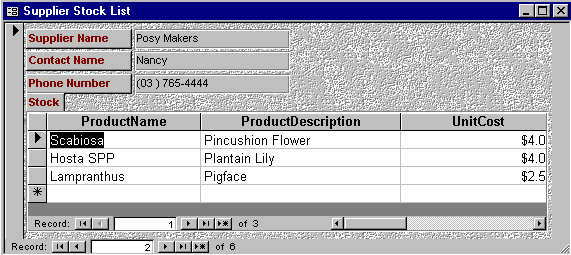 Supplier Stock List
Supplier Name Posy Makers
Contact Name Nancy
Phone Number (03 ) 765-4444
Stock
ProductName ProductDescription UnitCost
Scabiosa Pincushion Flower $4.0
Hosta SPP Plantain Lily $4.0
Lampranthus Pigface $2.5
Record: 1 of 3
Record: 2 of 6